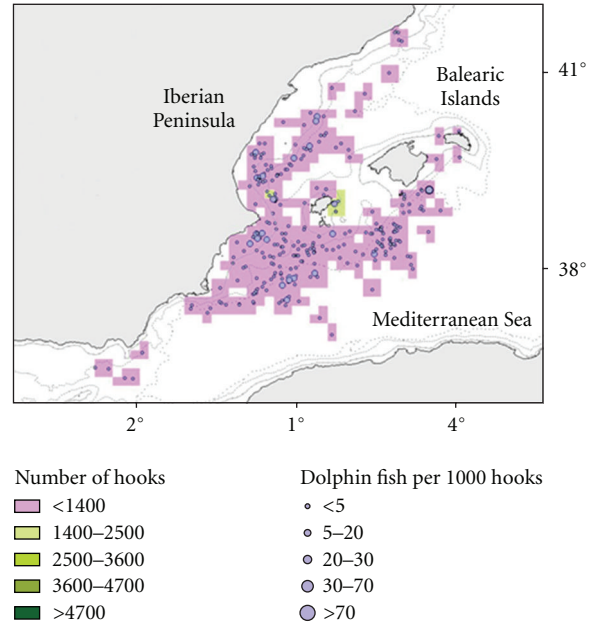 Iberian
Peninsula
Balearic
Islands
41°
38°
Mediterranean Sea
2°
1°
4°
Number of hooks
<1400
1400–2500
2500–3600
3600–4700
>4700
Dolphin fish per 1000 hooks
<5
5–20
20–30
30–70
>70